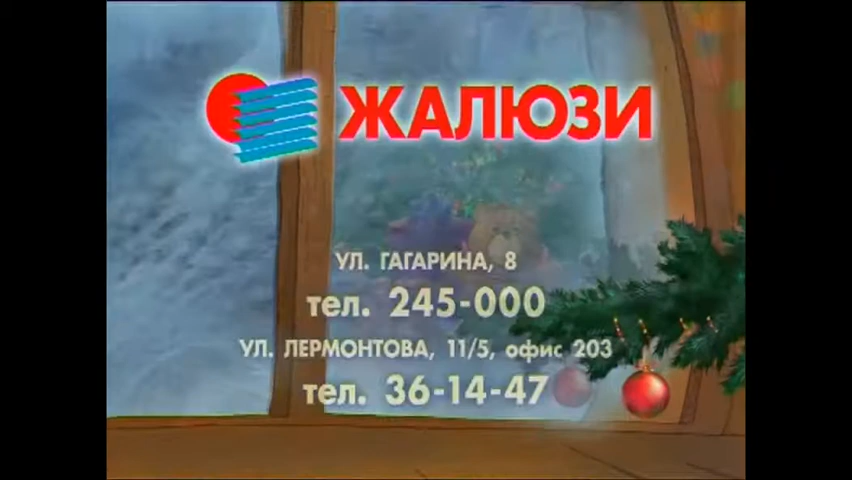 ЖАЛЮЗИ
УЛ. ГАГАРИНА, 8
тел. 245-000
УЛ. ЛЕРМОНТОВА, 11/5, офис 203
тел. 36-14-47